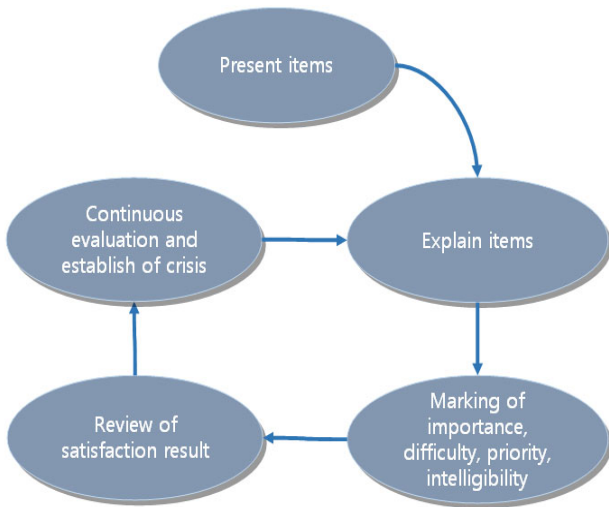 Present items
Continuous
evaluation and
establish of crisis
Explain items
Review of
satisfaction result
Marking of
importance,
difficulty, priority,
intelligibility